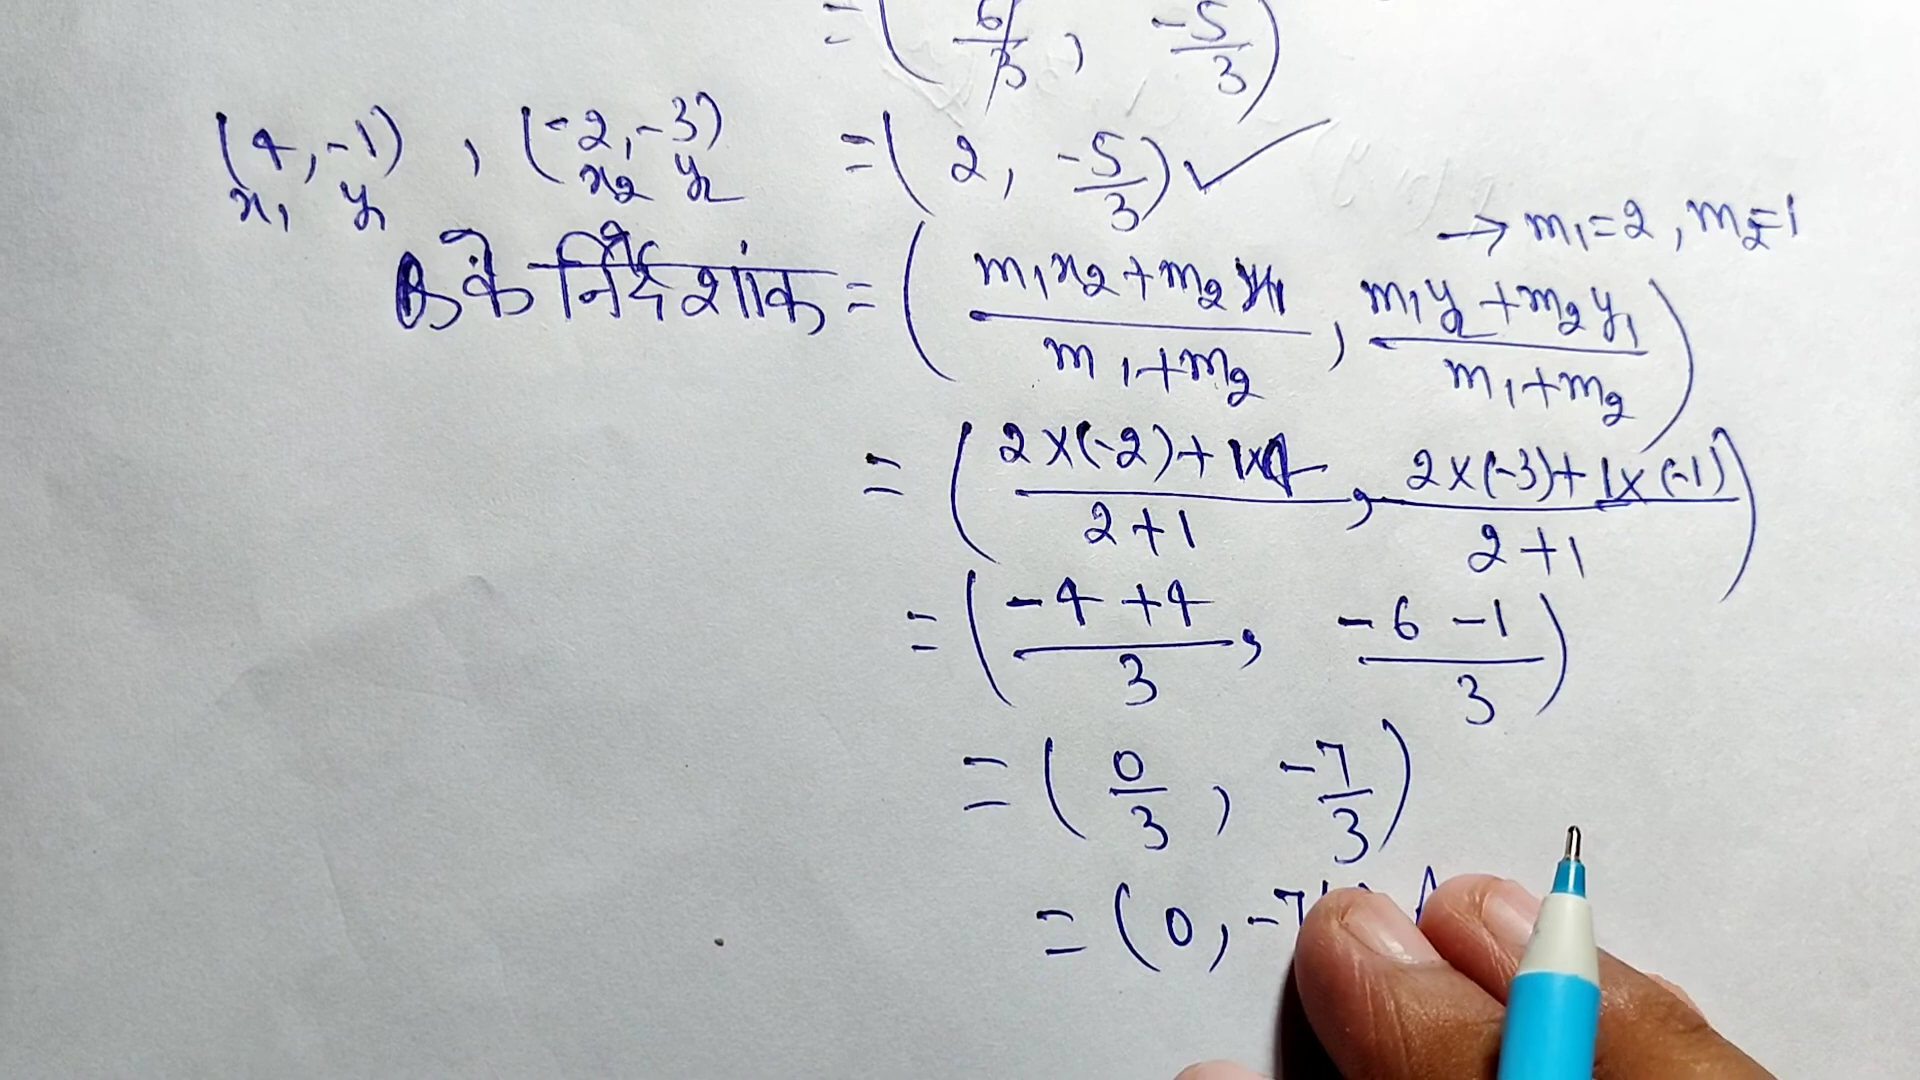 = (6/3, -5/3)
(4, -1) , (-2, -3) = (2, -5/3) ✓
x₁ y₁ x₂ y₂
→ m₁=2, m₂=1
B के निर्देशांक = (m₁x₂+m₂x₁/m₁+m₂, m₁y₂+m₂y₁/m₁+m₂)
= (2×(-2)+1×4/2+1, 2×(-3)+1×(-1)/2+1)
= (-4+4/3, -6-1/3)
= (0/3, -7/3)
= (0, -7